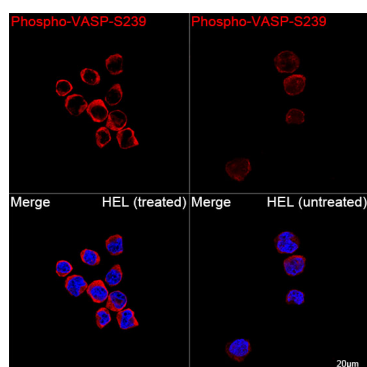 Phospho-VASP-S239
Phospho-VASP-S239
Merge HEL (treated)
Merge HEL (untreated)
20μm